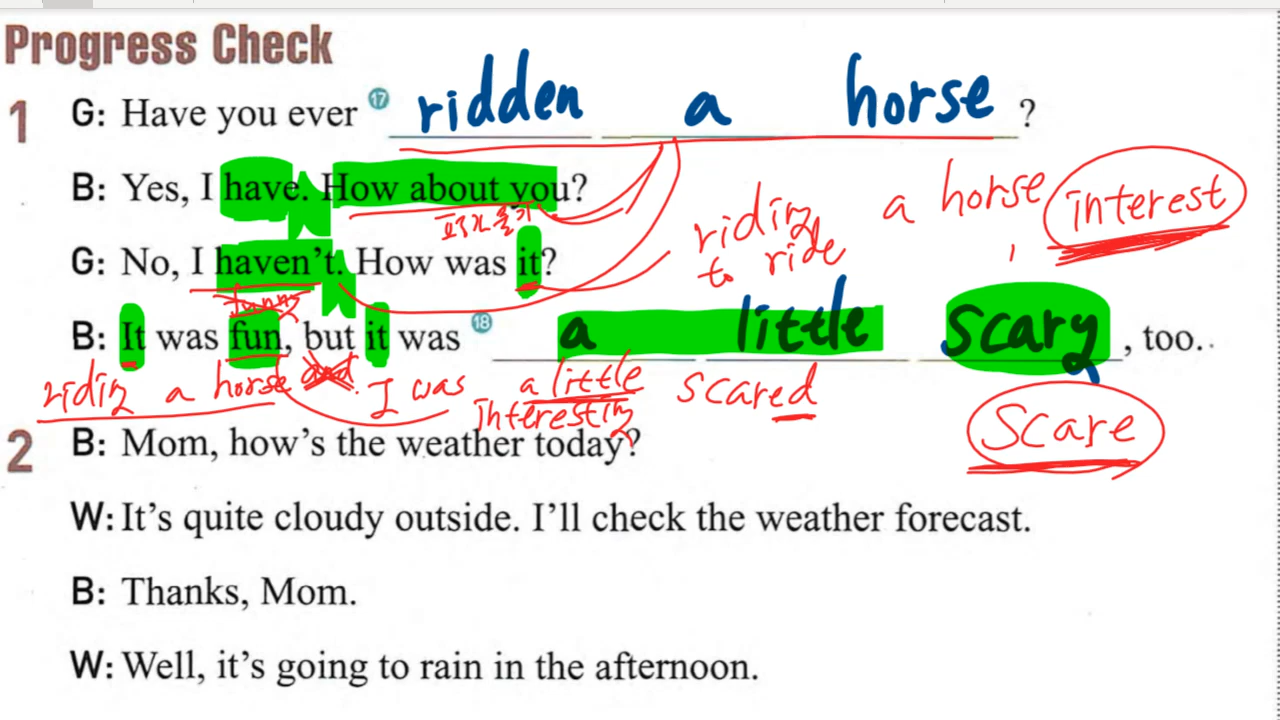 Progress Check
1 G: Have you ever ⑰ ridden a horse ?
B: Yes, I have. How about you?
riding a horse interest
to ride ,
G: No, I haven't. How was it?
funny
B: It was fun, but it was ⑱ a little scary, too.
riding a horse and. I was a little scared
interesting
scare
2 B: Mom, how's the weather today?
W: It's quite cloudy outside. I'll check the weather forecast.
B: Thanks, Mom.
W: Well, it's going to rain in the afternoon.